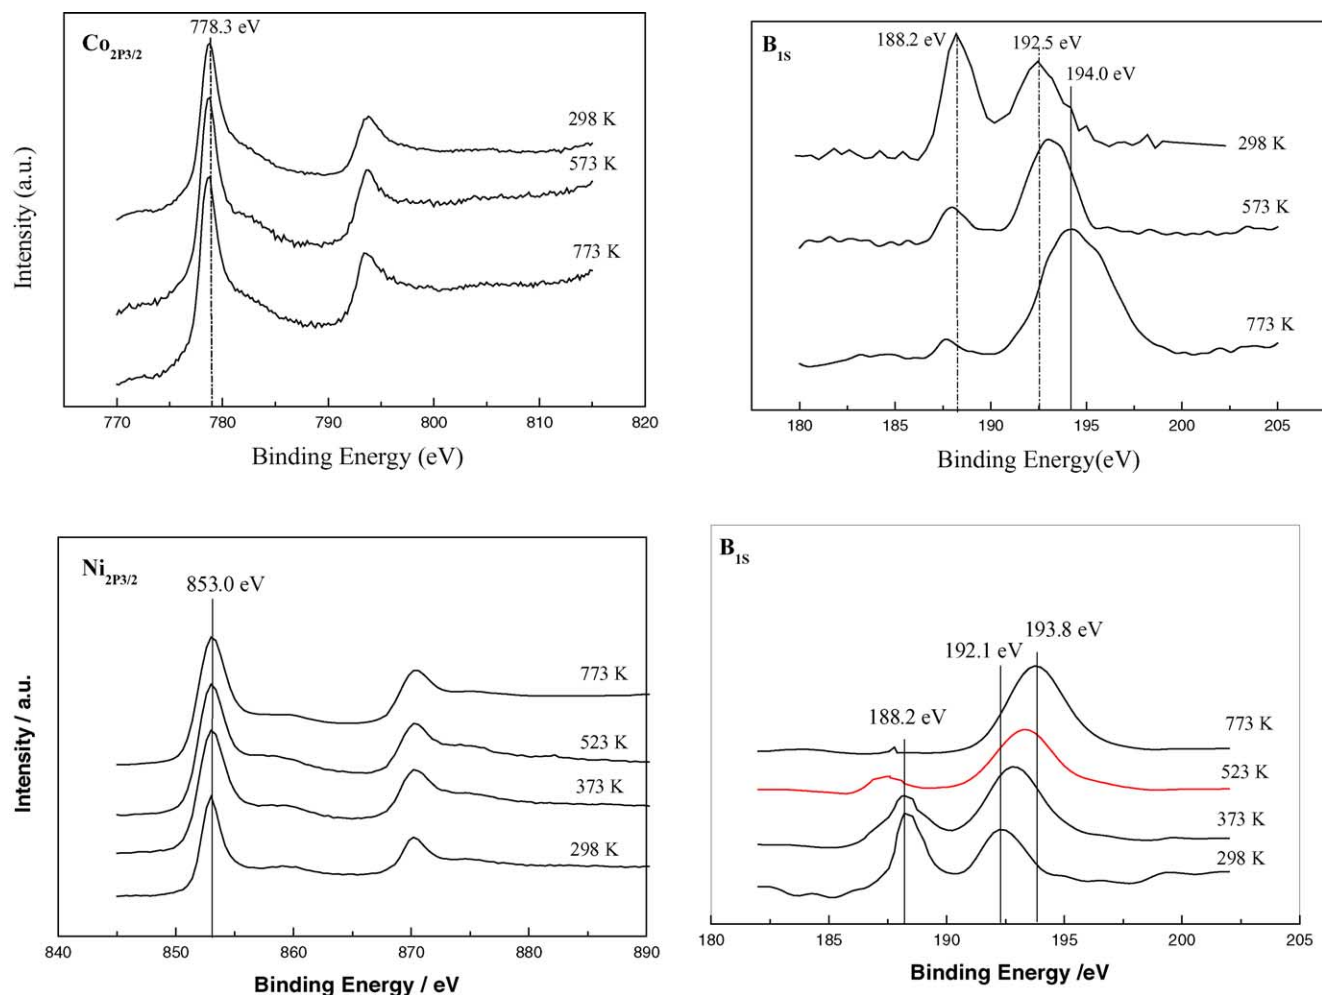 778.3 eV
Co2P3/2
298 K
573 K
773 K
Intensity (a.u.)
770 780 790 800 810 820
Binding Energy (eV)
B1S
188.2 eV 192.5 eV
194.0 eV
298 K
573 K
773 K
180 185 190 195 200 205
Binding Energy(eV)
Ni2P3/2
853.0 eV
773 K
523 K
373 K
298 K
Intensity / a.u.
840 850 860 870 880 890
Binding Energy / eV
B1S
193.8 eV
192.1 eV
188.2 eV
773 K
523 K
373 K
298 K
180 185 190 195 200 205
Binding Energy /eV